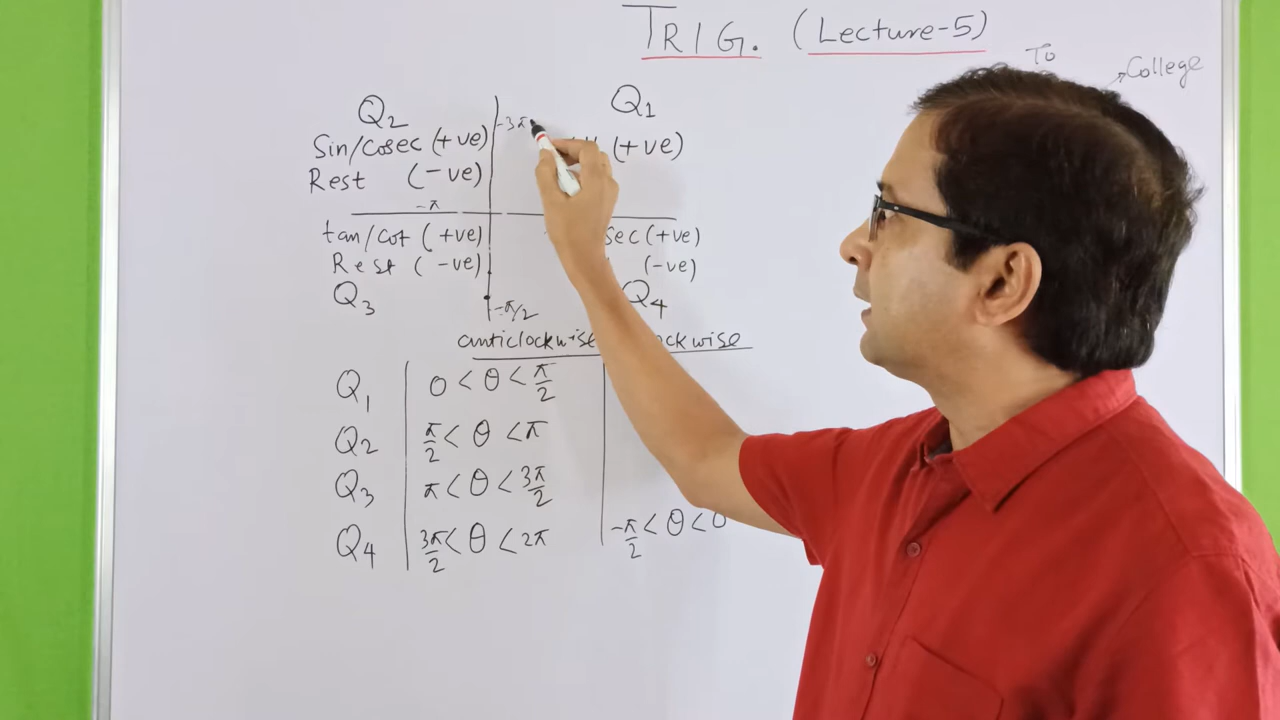 TRIG. (Lecture-5)
To
College
Q2
Q1
Sin/Cosec (+ve)
-3π
(+ve)
Rest (-ve)
-π
tan/cot (+ve)
sec (+ve)
Rest (-ve)
(-ve)
Q3
Q4
-π/2
anticlockwise ockwise
Q1 0 < θ < π/2
Q2 π/2 < θ < π
Q3 π < θ < 3π/2
Q4 3π/2 < θ < 2π -π/2 < θ < 0